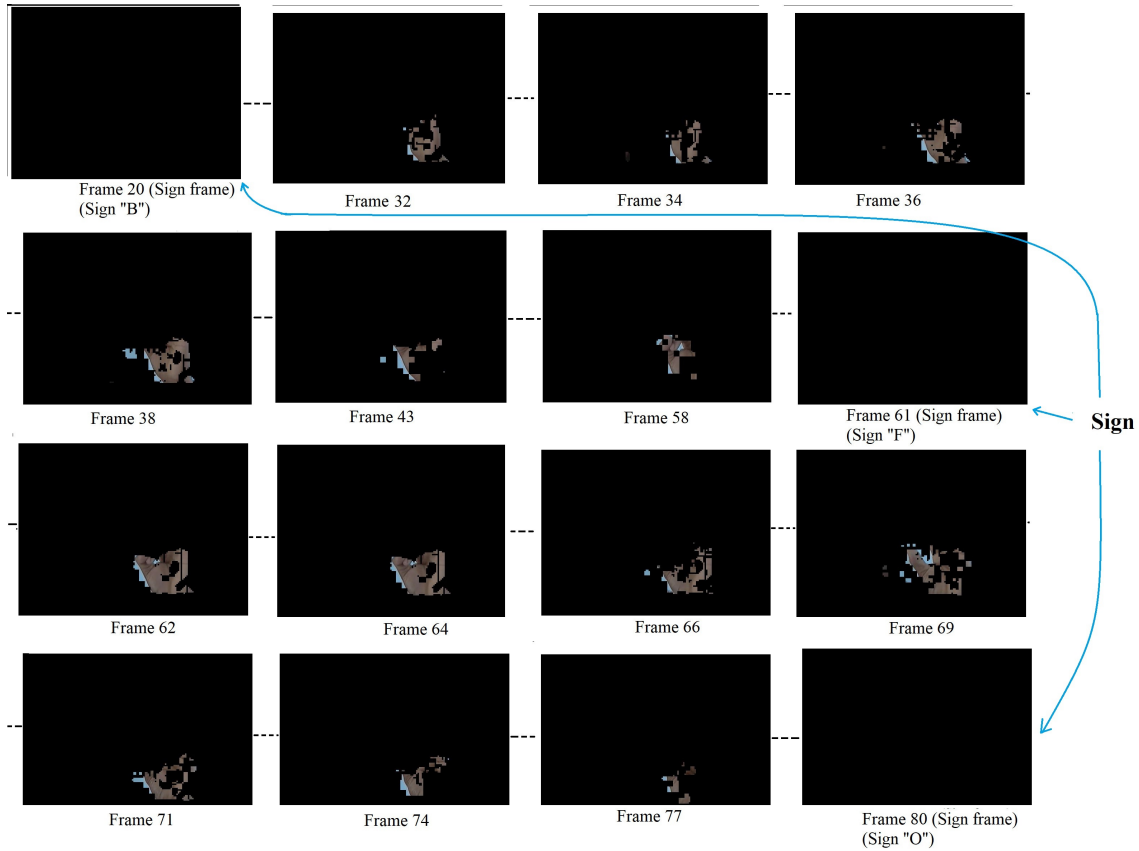 Frame 20 (Sign frame)
(Sign "B")
Frame 32
Frame 34
Frame 36
Frame 38
Frame 43
Frame 58
Frame 61 (Sign frame)
(Sign "F")
Sign
Frame 62
Frame 64
Frame 66
Frame 69
Frame 71
Frame 74
Frame 77
Frame 80 (Sign frame)
(Sign "O")